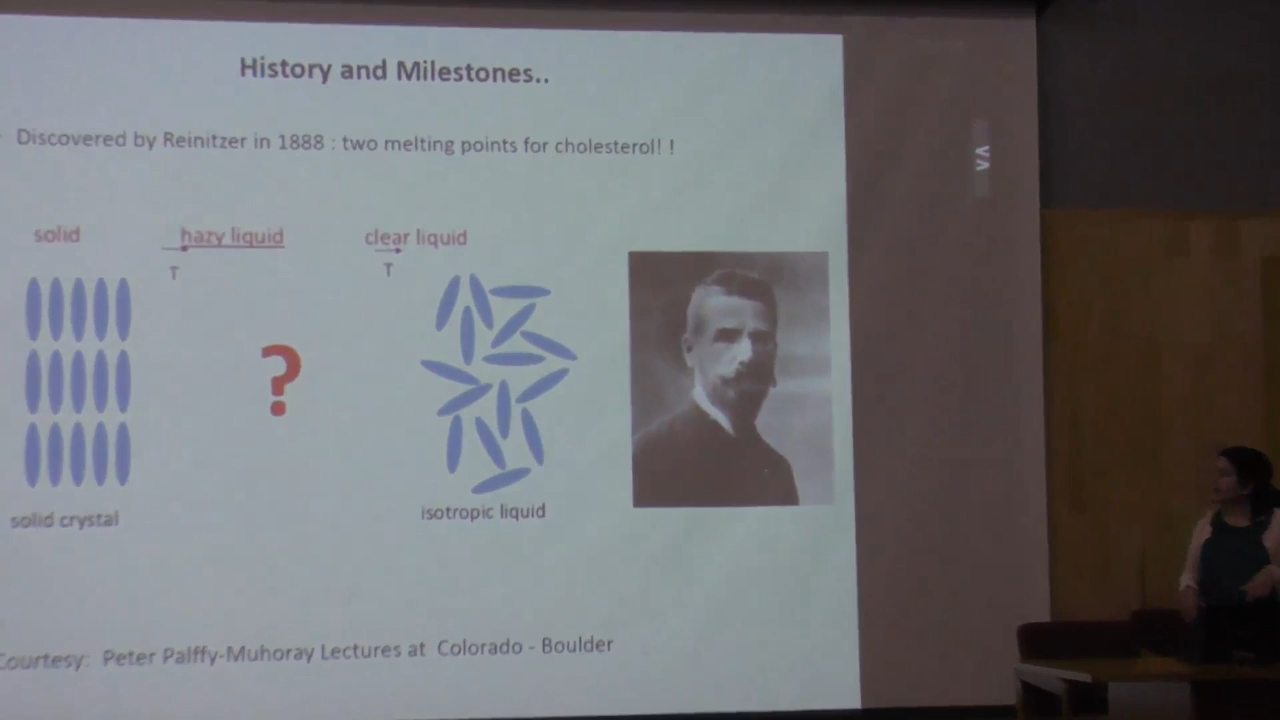 History and Milestones..
Discovered by Reinitzer in 1888 : two melting points for cholesterol! !
solid hazy liquid clear liquid
T T
?
solid crystal isotropic liquid
Courtesy: Peter Palffy-Muhoray Lectures at Colorado - Boulder